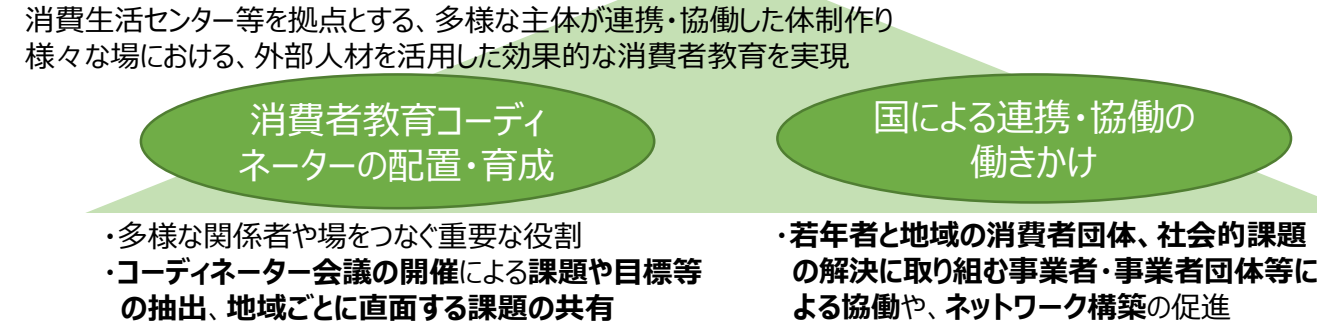 消費生活センター等を拠点とする、多様な主体が連携・協働した体制作り
様々な場における、外部人材を活用した効果的な消費者教育を実現
消費者教育コーディ
ネーターの配置・育成
国による連携・協働の
働きかけ
・多様な関係者や場をつなぐ重要な役割
・コーディネーター会議の開催による課題や目標等
の抽出、地域ごとに直面する課題の共有
・若年者と地域の消費者団体、社会的課題
の解決に取り組む事業者・事業者団体等に
よる協働や、ネットワーク構築の促進